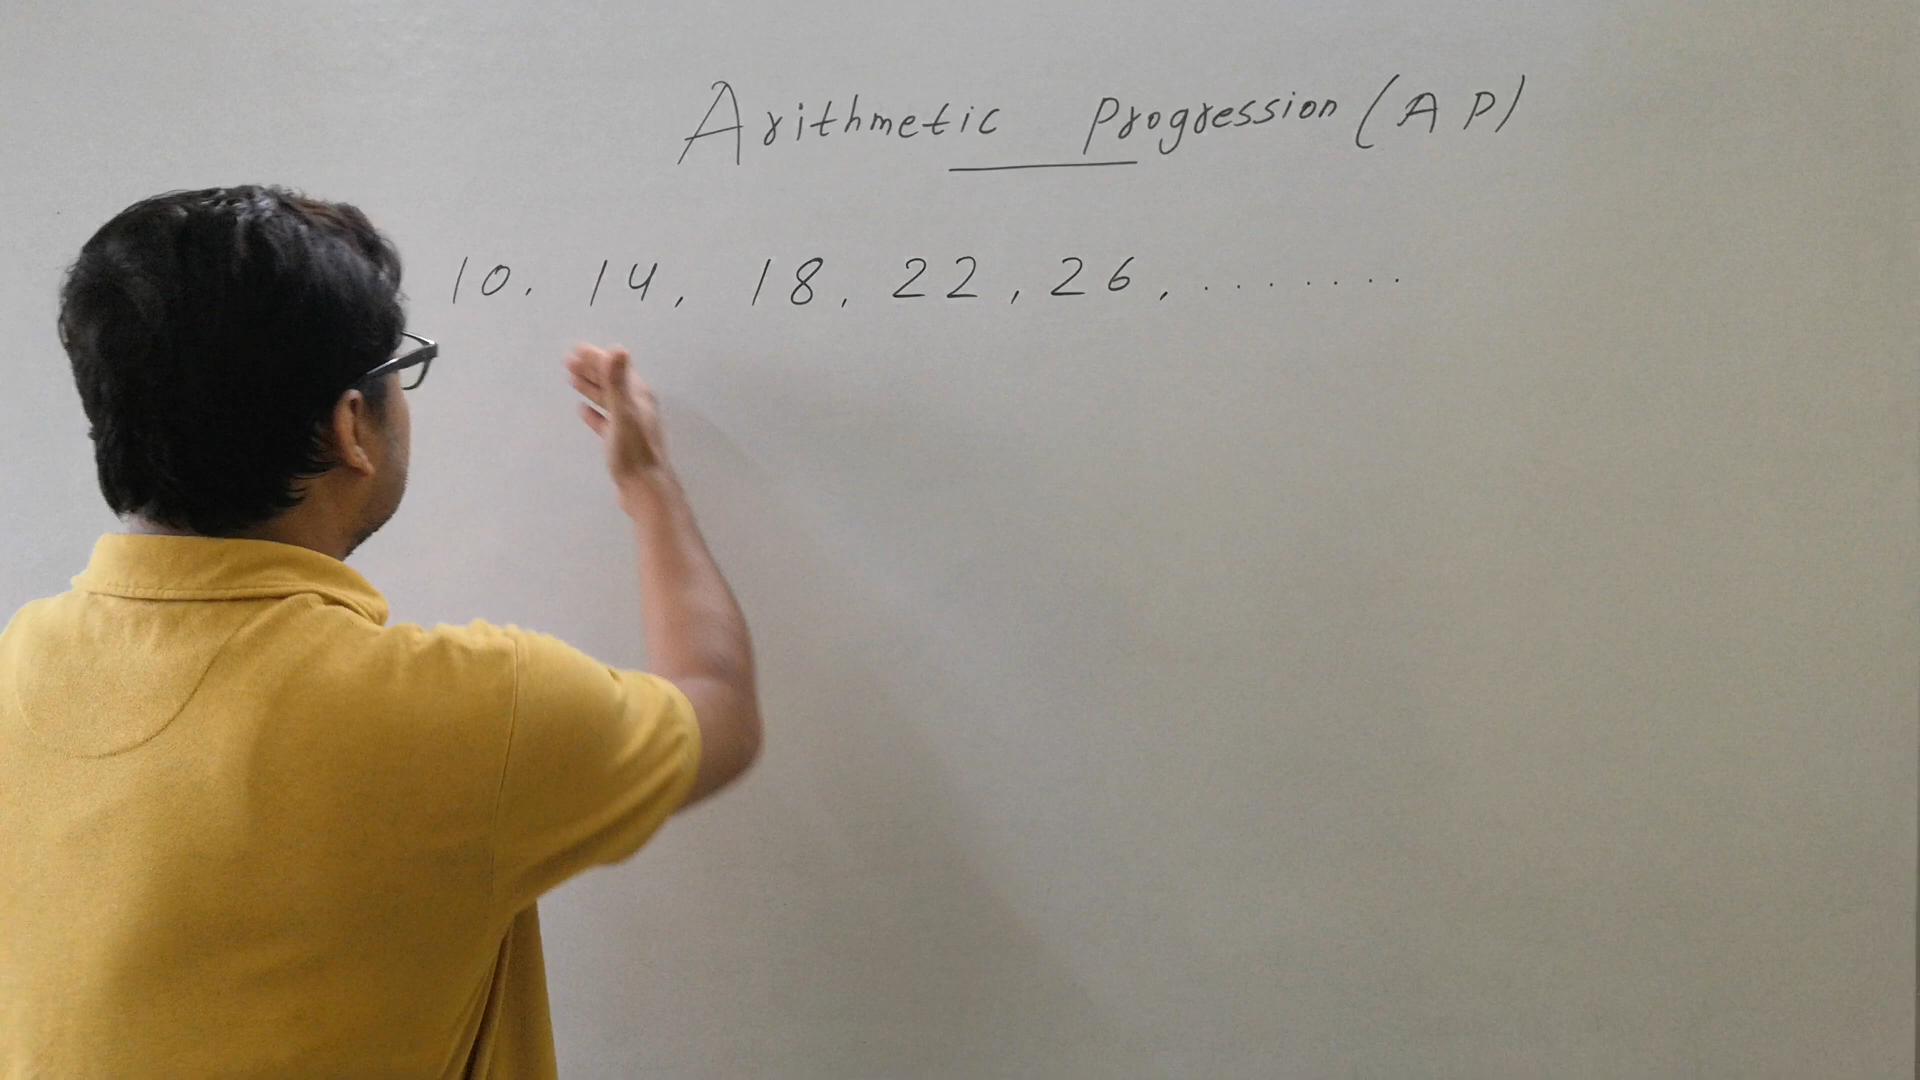 Arithmetic Progression (AP)
10, 14, 18, 22, 26, ........